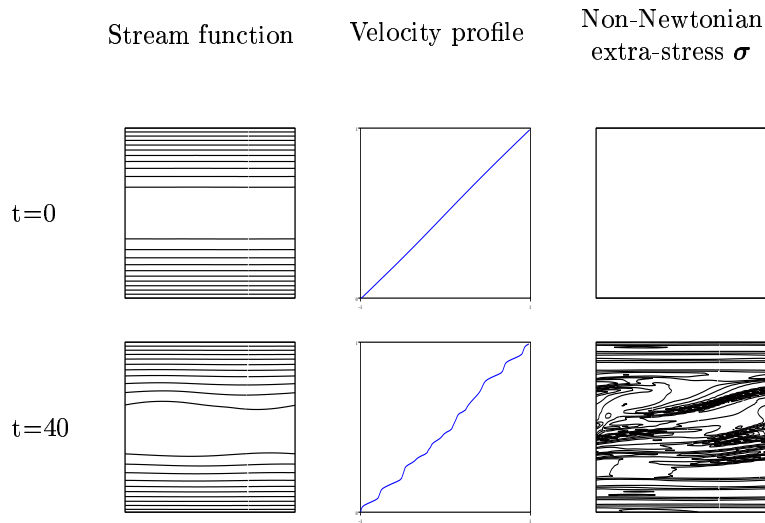 Stream function
Velocity profile
Non-Newtonian
extra-stress σ
t=0
t=40